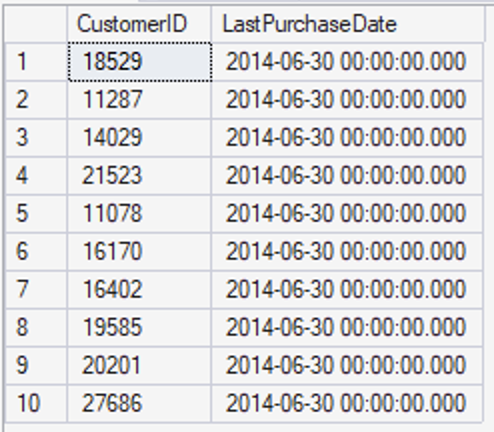 CustomerID LastPurchaseDate
1 18529 2014-06-30 00:00:00.000
2 11287 2014-06-30 00:00:00.000
3 14029 2014-06-30 00:00:00.000
4 21523 2014-06-30 00:00:00.000
5 11078 2014-06-30 00:00:00.000
6 16170 2014-06-30 00:00:00.000
7 16402 2014-06-30 00:00:00.000
8 19585 2014-06-30 00:00:00.000
9 20201 2014-06-30 00:00:00.000
10 27686 2014-06-30 00:00:00.000